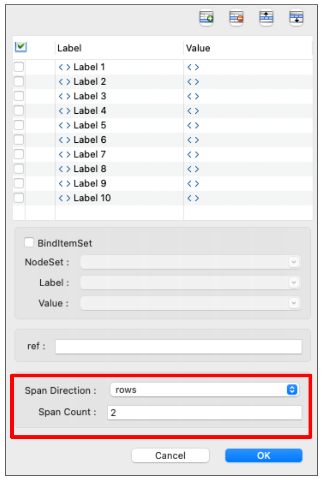 Label Value
<> Label 1 <>
<> Label 2 <>
<> Label 3 <>
<> Label 4 <>
<> Label 5 <>
<> Label 6 <>
<> Label 7 <>
<> Label 8 <>
<> Label 9 <>
<> Label 10 <>
BindItemSet
NodeSet :
Label :
Value :
ref :
Span Direction : rows
Span Count : 2
Cancel OK